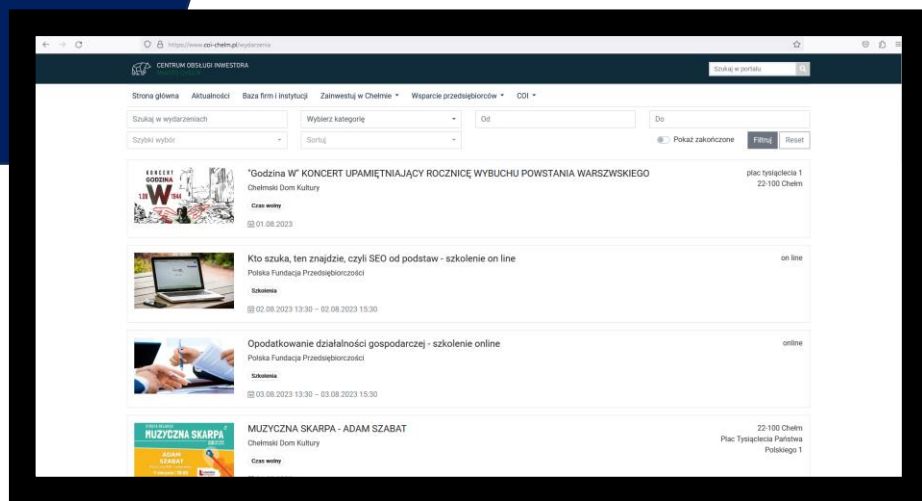 https://www.coi-chelm.pl/wydarzenia
CENTRUM OBSŁUGI INWESTORA
Szukaj w portalu
Strona główna Aktualności Baza firm i instytucji Zainwestuj w Chełmie Wsparcie przedsiębiorców COI
Szukaj w wydarzeniach Wybierz kategorię Od Do
Szybki wybór Sortuj Pokaż zakończone Filtruj Reset
KONCERT
GODZINA
W
1.08 1944
"Godzina W" KONCERT UPAMIĘTNIAJĄCY ROCZNICĘ WYBUCHU POWSTANIA WARSZWSKIEGO
Chełmski Dom Kultury
Czas wolny
01.08.2023
plac tysiąclecia 1
22-100 Chełm
Kto szuka, ten znajdzie, czyli SEO od podstaw - szkolenie on line
Polska Fundacja Przedsiębiorczości
Szkolenia
02.08.2023 13:30 – 02.08.2023 15:30
on line
Opodatkowanie działalności gospodarczej - szkolenie online
Polska Fundacja Przedsiębiorczości
Szkolenia
03.08.2023 13:30 – 03.08.2023 15:30
online
MUZYCZNA SKARPA
ADAM
SZABAT
MUZYCZNA SKARPA - ADAM SZABAT
Chełmski Dom Kultury
Czas wolny
22-100 Chełm
Plac Tysiąclecia Państwa
Polskiego 1